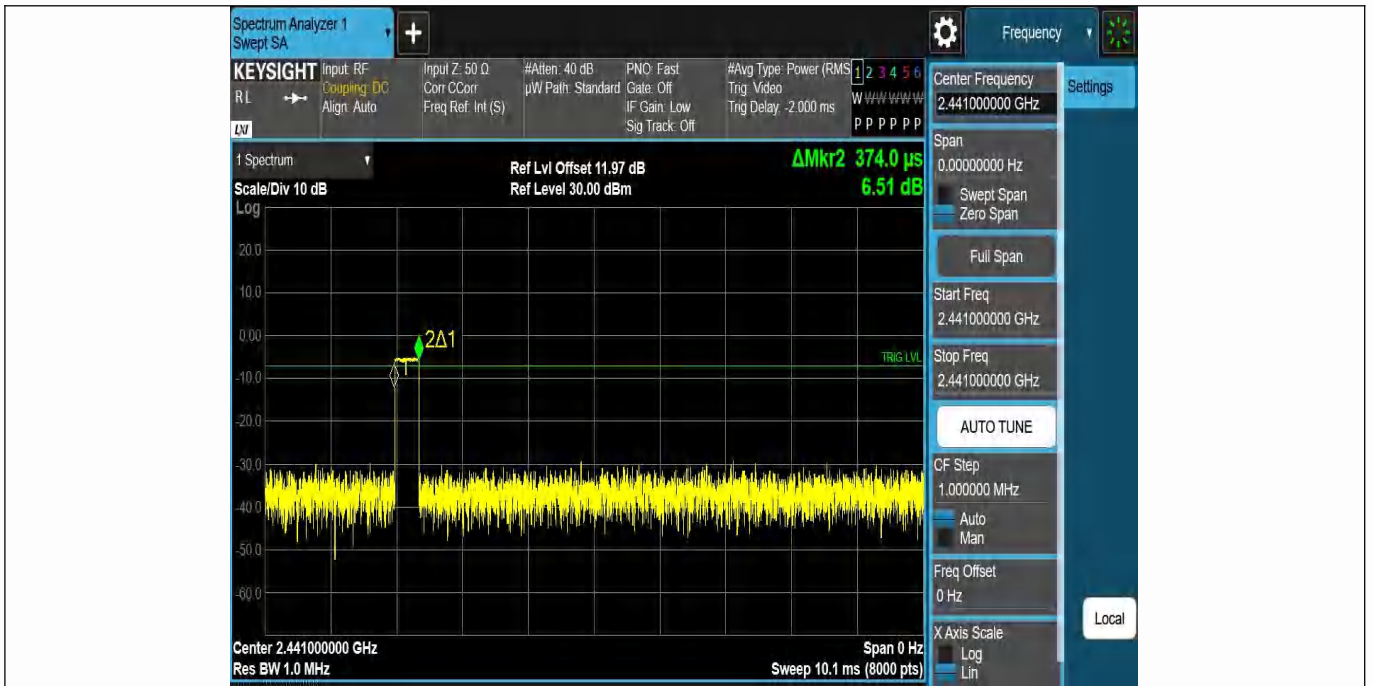 Spectrum Analyzer 1
Swept SA
+
Frequency
KEYSIGHT
RL
LXI
Input: RF
Coupling: DC
Align: Auto
Input Z: 50 Ω
Corr CCorr
Freq Ref: Int (S)
#Atten: 40 dB
µW Path: Standard
PNO: Fast
Gate: Off
IF Gain: Low
Sig Track: Off
#Avg Type: Power (RMS
Trig: Video
Trig Delay: -2.000 ms
1 2 3 4 5 6
W W W W W W
P P P P P P
Center Frequency
2.441000000 GHz
Settings
Span
0.00000000 Hz
Swept Span
Zero Span
Full Span
Start Freq
2.441000000 GHz
Stop Freq
2.441000000 GHz
AUTO TUNE
CF Step
1.000000 MHz
Auto
Man
Freq Offset
0 Hz
X Axis Scale
Log
Lin
Local
1 Spectrum
Scale/Div 10 dB
Log
Ref Lvl Offset 11.97 dB
Ref Level 30.00 dBm
ΔMkr2 374.0 µs
6.51 dB
20.0
10.0
0.00
-10.0
-20.0
-30.0
-40.0
-50.0
-60.0
2Δ1
TRIG LVL
Center 2.441000000 GHz
Res BW 1.0 MHz
Span 0 Hz
Sweep 10.1 ms (8000 pts)